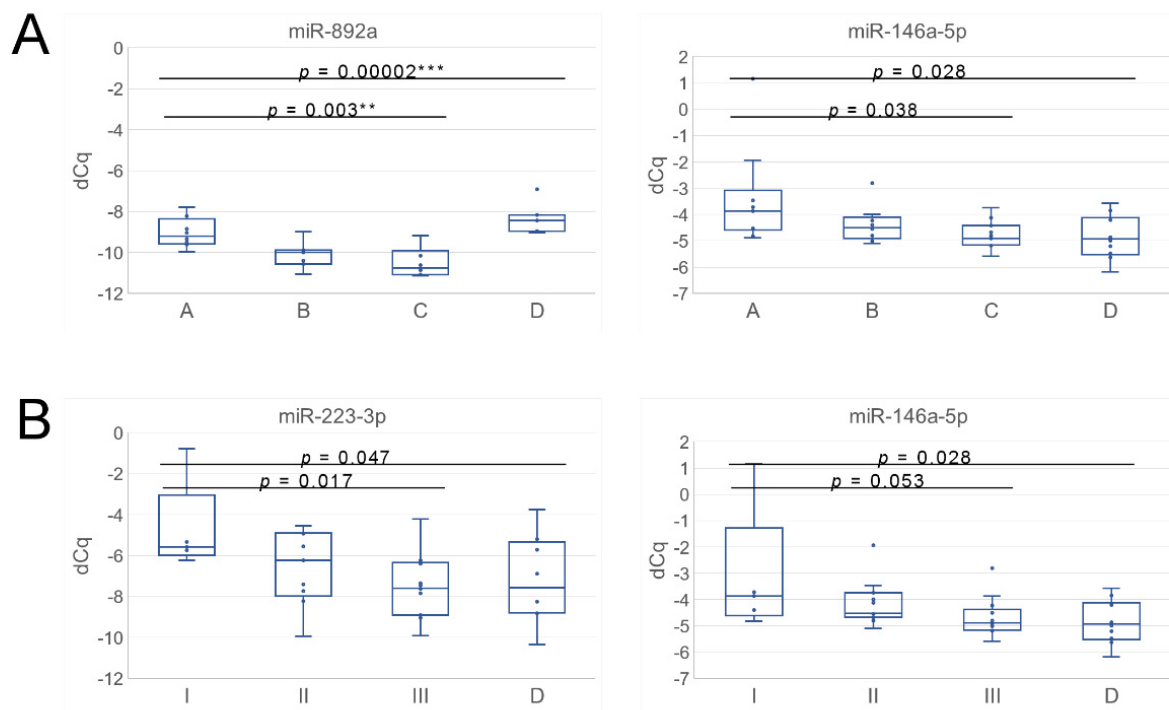 A
miR-892a
0
-2
-4
-6
-8
-10
-12
dCq
p = 0.00002***
p = 0.003**
A B C D
miR-146a-5p
2
1
0
-1
-2
-3
-4
-5
-6
-7
dCq
p = 0.028
p = 0.038
A B C D
B
miR-223-3p
0
-2
-4
-6
-8
-10
-12
dCq
p = 0.047
p = 0.017
I II III D
miR-146a-5p
2
1
0
-1
-2
-3
-4
-5
-6
-7
dCq
p = 0.028
p = 0.053
I II III D